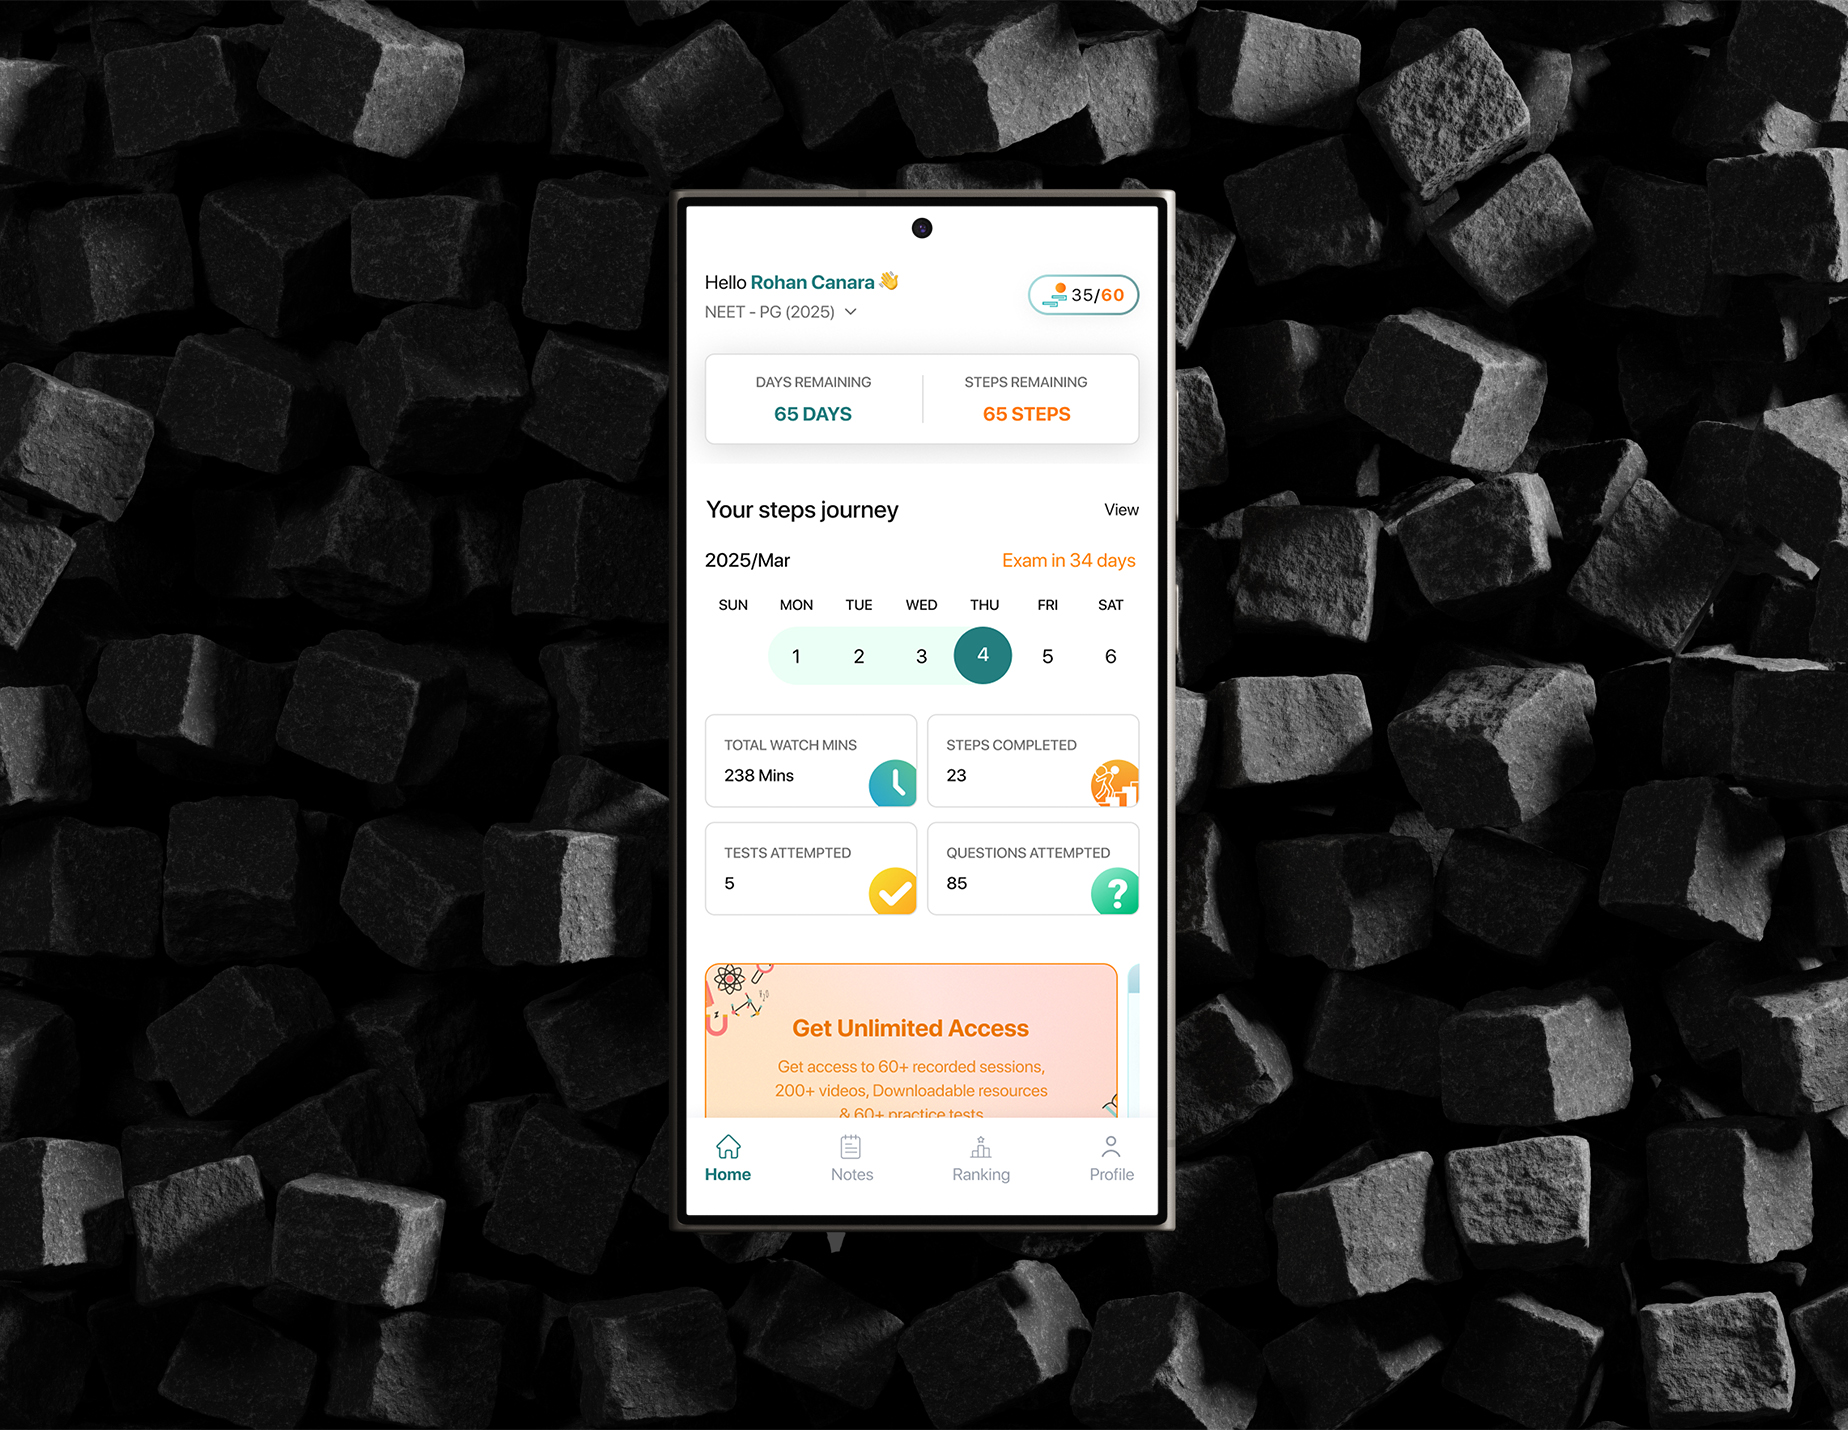 Hello Rohan Canara 👋
NEET - PG (2025)
35/60
DAYS REMAINING
65 DAYS
STEPS REMAINING
65 STEPS
Your steps journey
View
2025/Mar
Exam in 34 days
SUN MON TUE WED THU FRI SAT
1 2 3 4 5 6
TOTAL WATCH MINS
238 Mins
STEPS COMPLETED
23
TESTS ATTEMPTED
5
QUESTIONS ATTEMPTED
85
Get Unlimited Access
Get access to 60+ recorded sessions,
200+ videos, Downloadable resources
& 60+ practice tests
Home Notes Ranking Profile